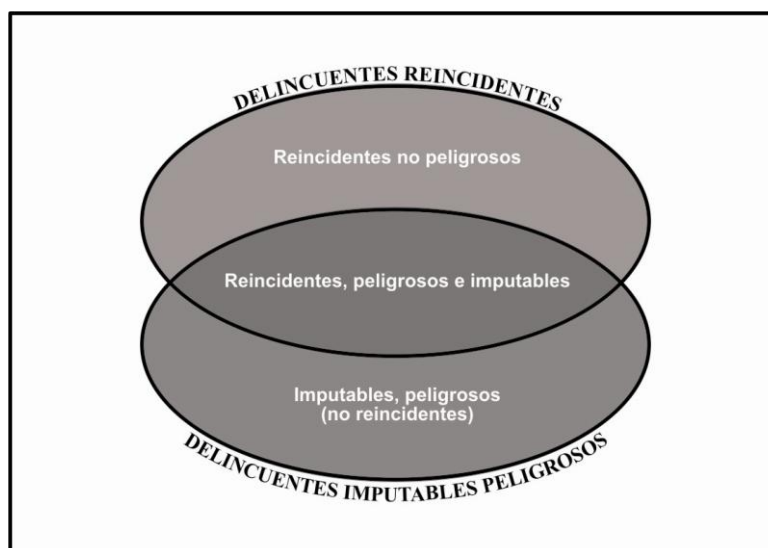 DELINCUENTES REINCIDENTES
Reincidentes no peligrosos
Reincidentes, peligrosos e imputables
Imputables, peligrosos
(no reincidentes)
DELINCUENTES IMPUTABLES PELIGROSOS